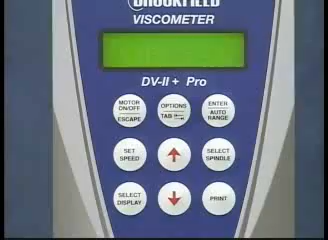 BROOKFIELD
VISCOMETER
DV-II+ Pro
MOTOR
ON/OFF
ESCAPE
OPTIONS
TAB
ENTER
AUTO
RANGE
SET
SPEED
SELECT
SPINDLE
SELECT
DISPLAY
PRINT